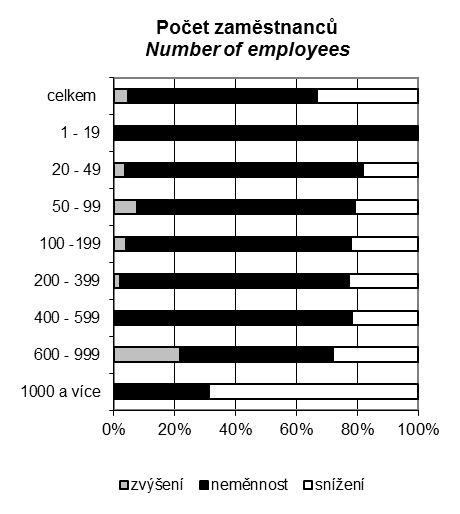 Počet zaměstnanců
Number of employees
celkem
1 - 19
20 - 49
50 - 99
100 -199
200 - 399
400 - 599
600 - 999
1000 a více
0% 20% 40% 60% 80% 100%
zvýšení neměnnost snížení